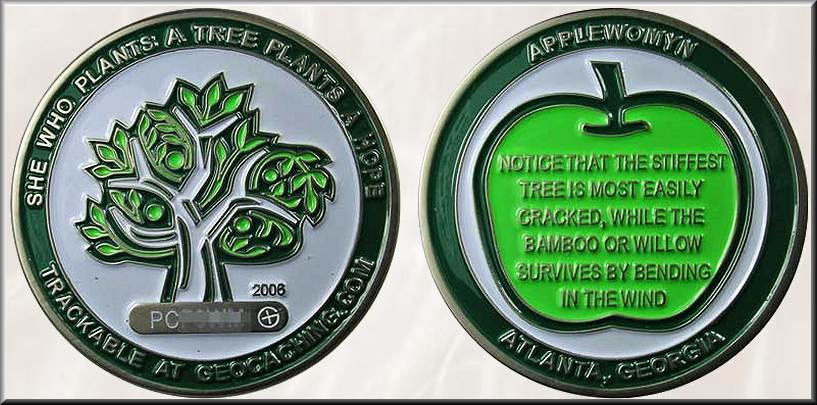 SHE WHO PLANTS A TREE PLANTS A HOPE
2006
PC
TRACKABLE AT GEOCACHING.COM
APPLEWOMYN
NOTICE THAT THE STIFFEST
TREE IS MOST EASILY
CRACKED, WHILE THE
BAMBOO OR WILLOW
SURVIVES BY BENDING
IN THE WIND
ATLANTA, GEORGIA